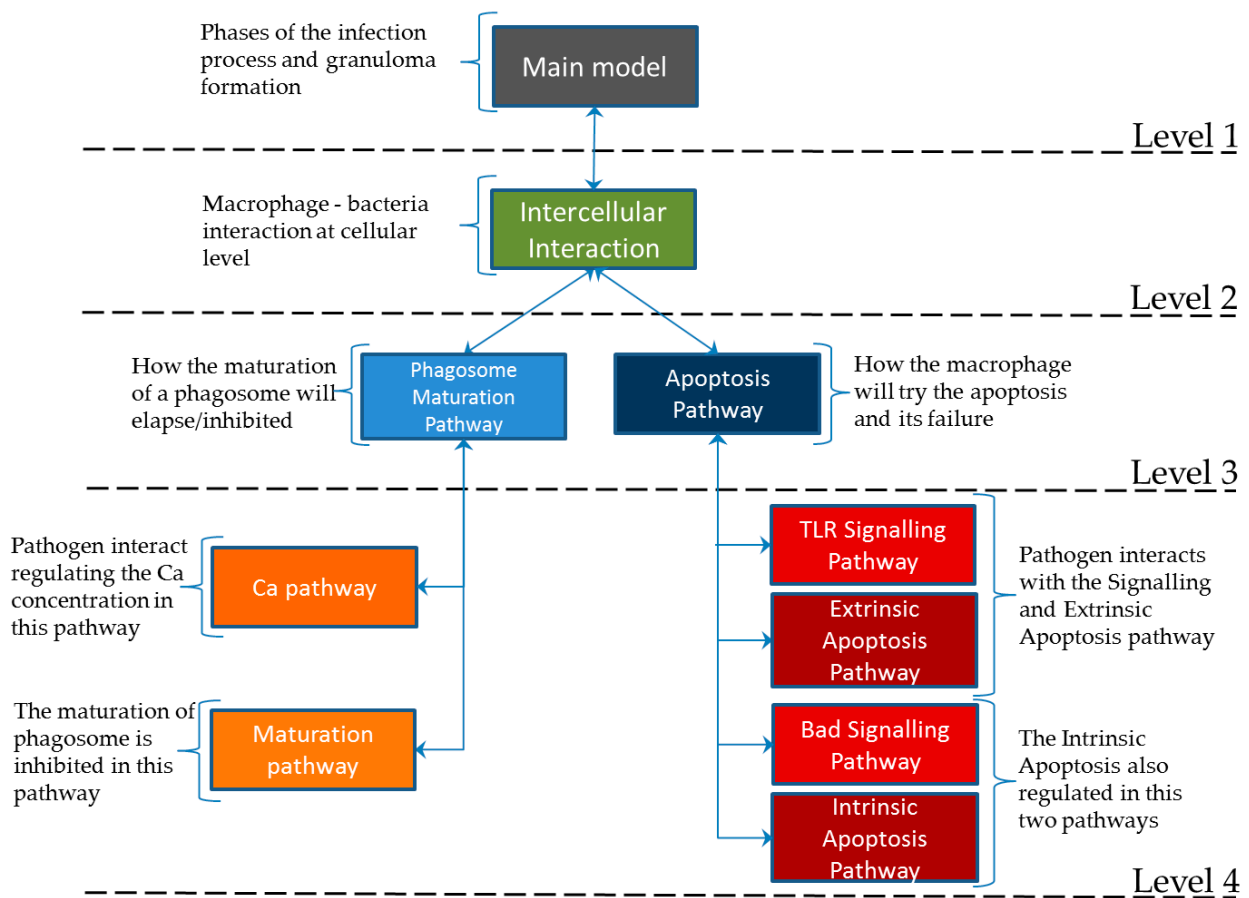 Phases of the infection
process and granuloma
formation
Main model
Level 1
Macrophage - bacteria
interaction at cellular
level
Intercellular
Interaction
Level 2
How the maturation
of a phagosome will
elapse/inhibited
Phagosome
Maturation
Pathway
Apoptosis
Pathway
How the macrophage
will try the apoptosis
and its failure
Level 3
Pathogen interact
regulating the Ca
concentration in
this pathway
Ca pathway
TLR Signalling
Pathway
Extrinsic
Apoptosis
Pathway
Pathogen interacts
with the Signalling
and Extrinsic
Apoptosis pathway
The maturation of
phagosome is
inhibited in this
pathway
Maturation
pathway
Bad Signalling
Pathway
Intrinsic
Apoptosis
Pathway
The Intrinsic
Apoptosis also
regulated in this
two pathways
Level 4